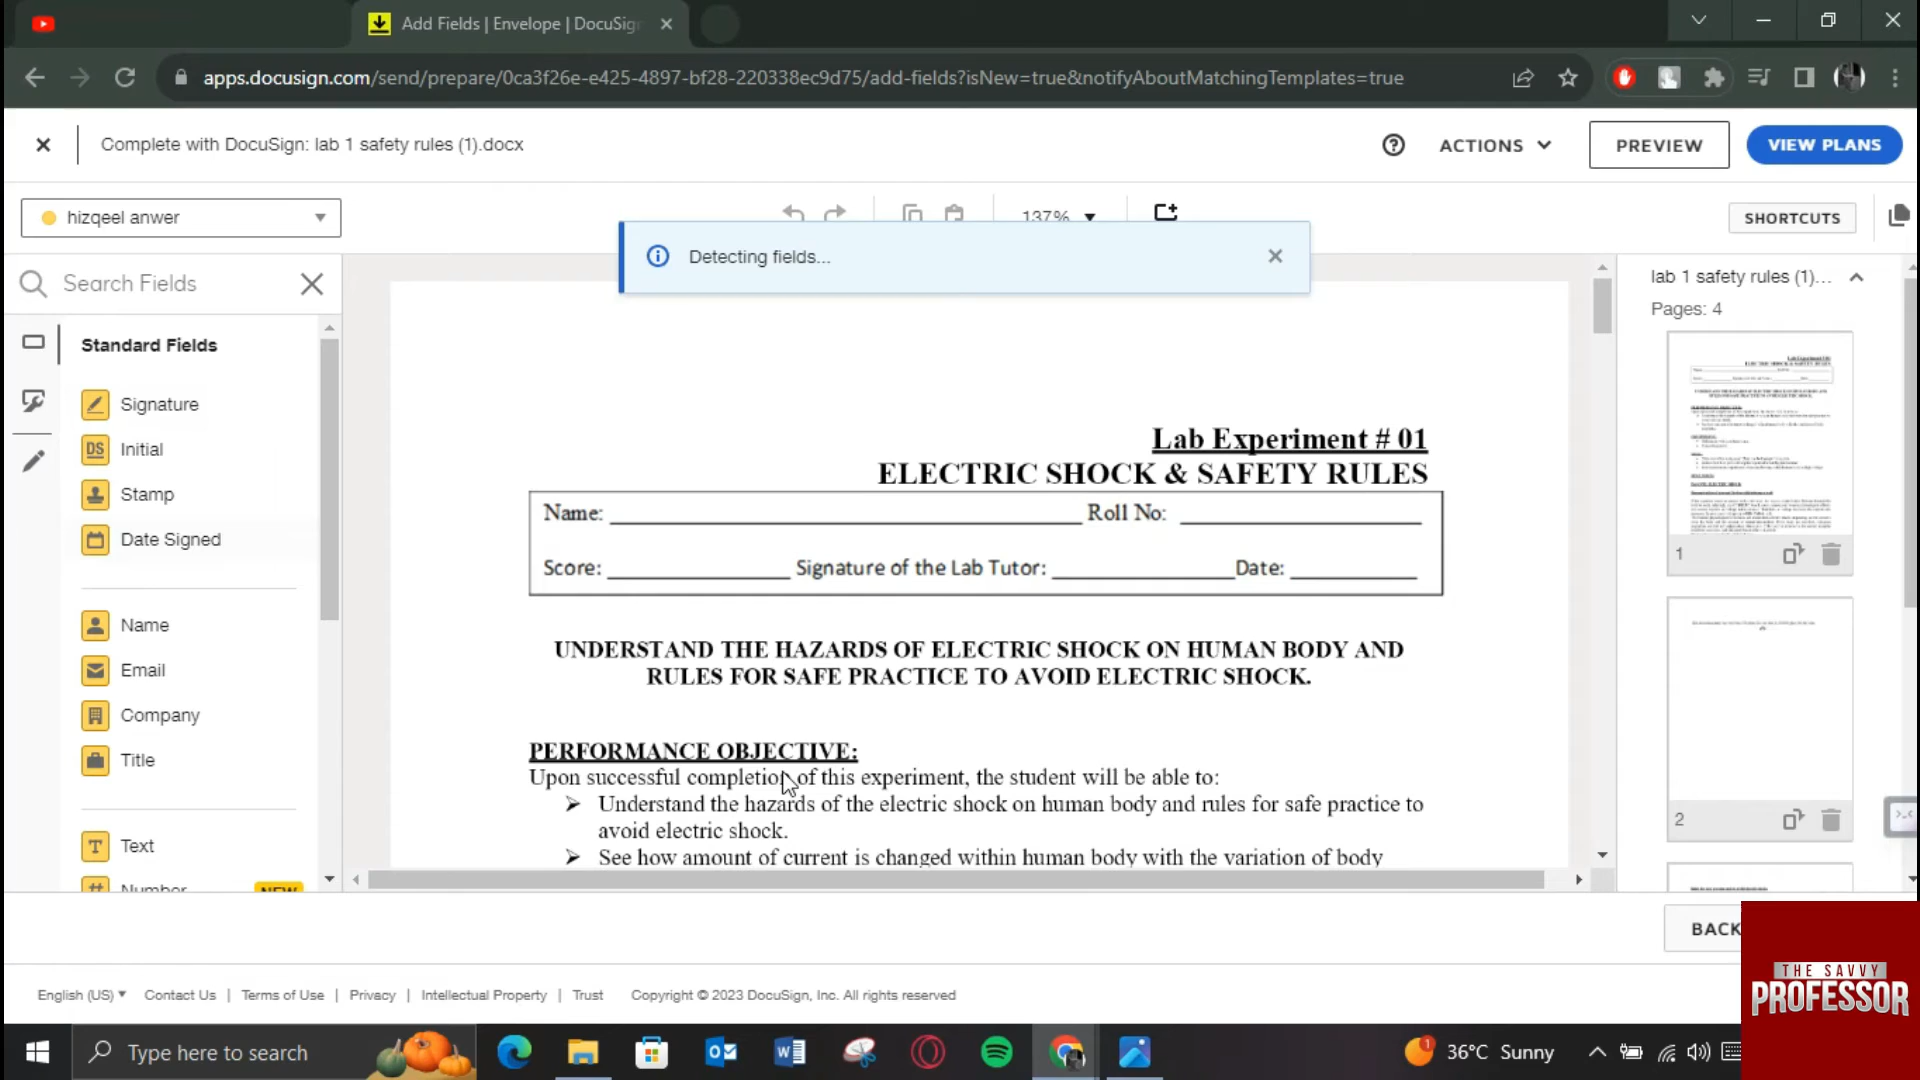 Add Fields | Envelope | DocuSig
apps.docusign.com/send/prepare/0ca3f26e-e425-4897-bf28-220338ec9d75/add-fields?isNew=true&notifyAboutMatchingTemplates=true
Complete with DocuSign: lab 1 safety rules (1).docx
ACTIONS
PREVIEW
VIEW PLANS
hizqeel anwer
137%
SHORTCUTS
Detecting fields...
Search Fields
Standard Fields
Signature
DS Initial
Stamp
Date Signed
Name
Email
Company
Title
T Text
# Number NEW
Lab Experiment # 01
ELECTRIC SHOCK & SAFETY RULES
Name: Roll No:
Score: Signature of the Lab Tutor: Date:
UNDERSTAND THE HAZARDS OF ELECTRIC SHOCK ON HUMAN BODY AND
RULES FOR SAFE PRACTICE TO AVOID ELECTRIC SHOCK.
PERFORMANCE OBJECTIVE:
Upon successful completion of this experiment, the student will be able to:
Understand the hazards of the electric shock on human body and rules for safe practice to
avoid electric shock.
See how amount of current is changed within human body with the variation of body
lab 1 safety rules (1)...
Pages: 4
1
2
BACK
English (US) Contact Us | Terms of Use | Privacy | Intellectual Property | Trust Copyright © 2023 DocuSign, Inc. All rights reserved
THE SAVVY
PROFESSOR
Type here to search
1
36°C Sunny